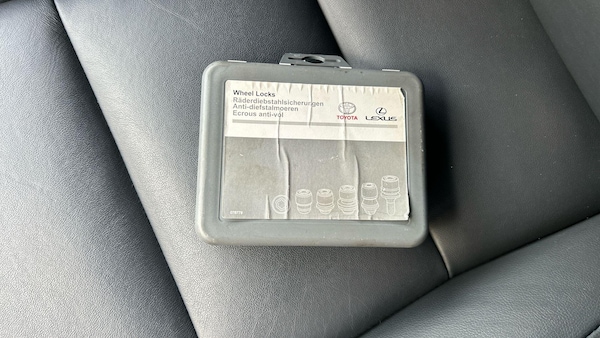 Wheel Locks
Räderdiebstahlsicherungen
Anti-diefstalmoeren
Ecrous anti-vol
TOYOTA
LEXUS